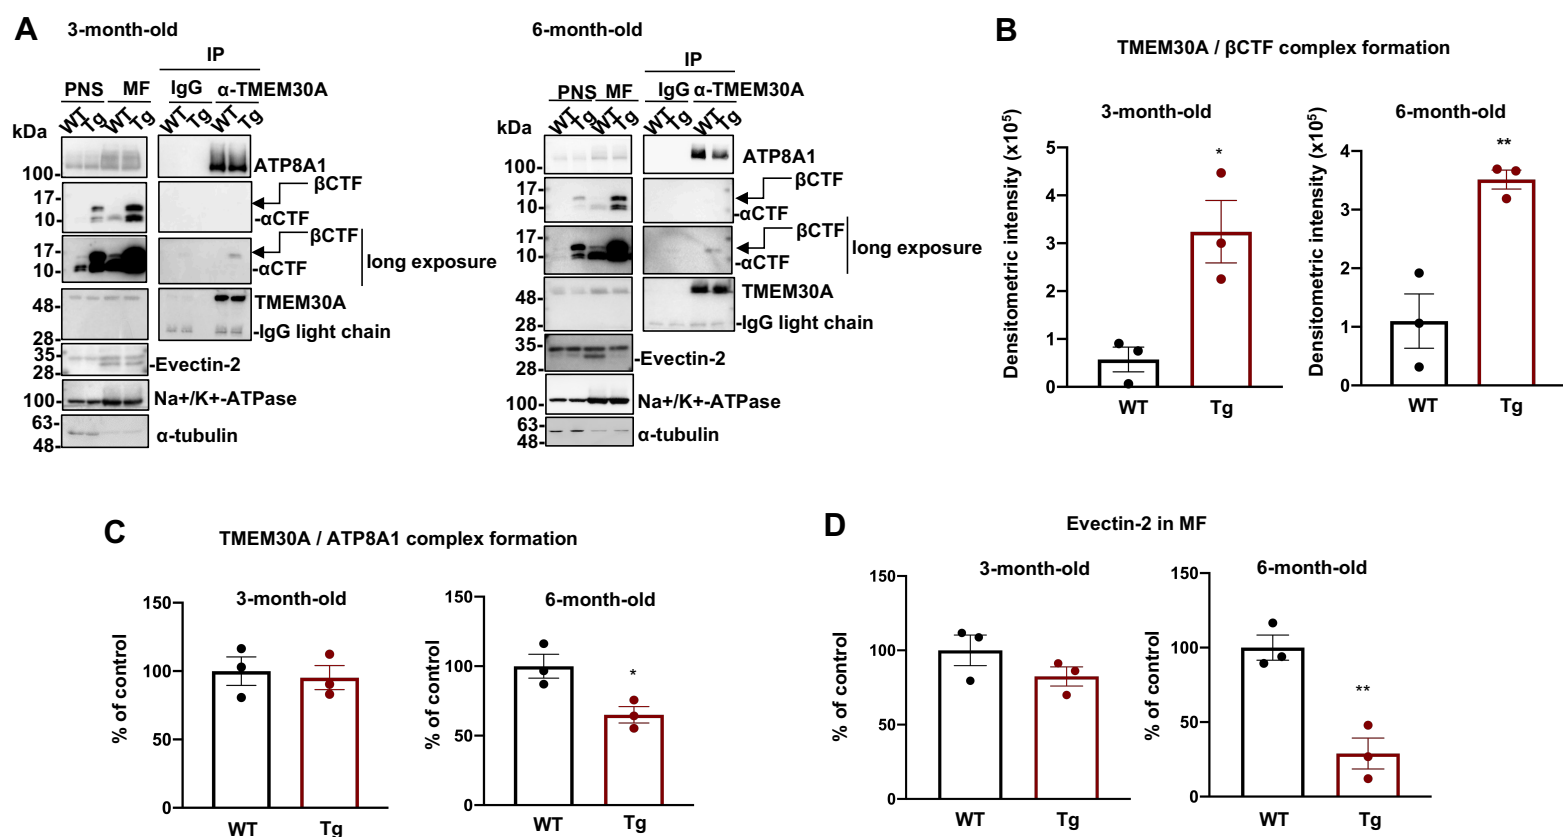 A
3-month-old
IP
PNS MF IgG α-TMEM30A
WT Tg WT Tg WT Tg WT Tg
kDa
100- ATP8A1
17- βCTF
10- -αCTF
17- βCTF
10- -αCTF
long exposure
48- TMEM30A
28- -IgG light chain
35-
28- -Evectin-2
100- Na+/K+-ATPase
63-
48- α-tubulin
6-month-old
IP
PNS MF IgG α-TMEM30A
WT Tg WT Tg WT Tg WT Tg
kDa
100- ATP8A1
17- βCTF
10- -αCTF
17- βCTF
10- -αCTF
long exposure
48- TMEM30A
28- -IgG light chain
35-
28- -Evectin-2
100- Na+/K+-ATPase
63-
48- α-tubulin
B
TMEM30A / βCTF complex formation
3-month-old
Densitometric intensity (x10⁵)
5
4
3
2
1
0
*
WT Tg
6-month-old
Densitometric intensity (x10⁵)
4
3
2
1
0
**
WT Tg
C
TMEM30A / ATP8A1 complex formation
3-month-old
% of control
150
100
50
0
WT Tg
6-month-old
% of control
150
100
50
0
*
WT Tg
D
Evectin-2 in MF
3-month-old
% of control
150
100
50
0
WT Tg
6-month-old
% of control
150
100
50
0
**
WT Tg